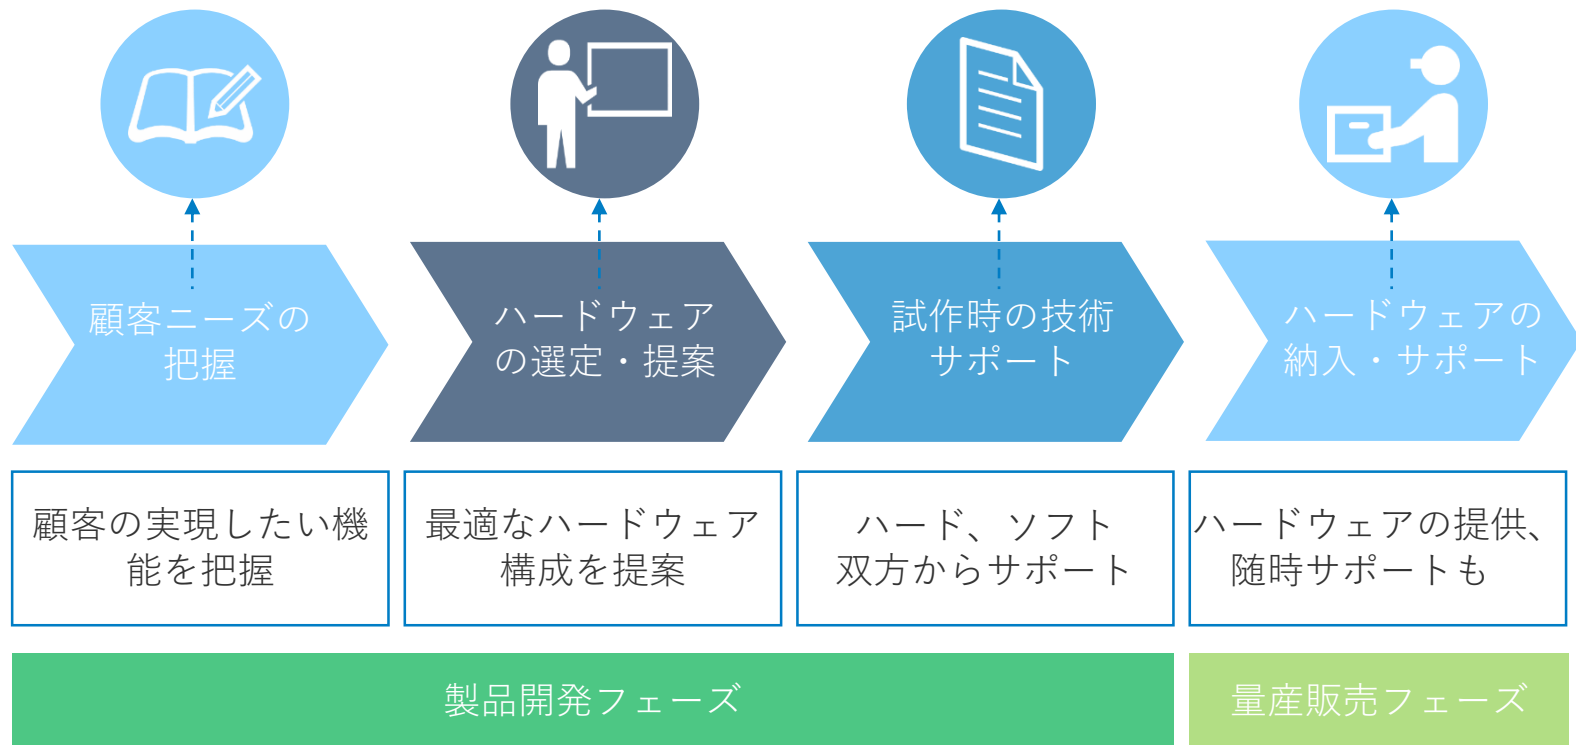 顧客ニーズの
把握
ハードウェア
の選定・提案
試作時の技術
サポート
ハードウェアの
納入・サポート
顧客の実現したい機
能を把握
最適なハードウェア
構成を提案
ハード、ソフト
双方からサポート
ハードウェアの提供、
随時サポートも
製品開発フェーズ
量産販売フェーズ